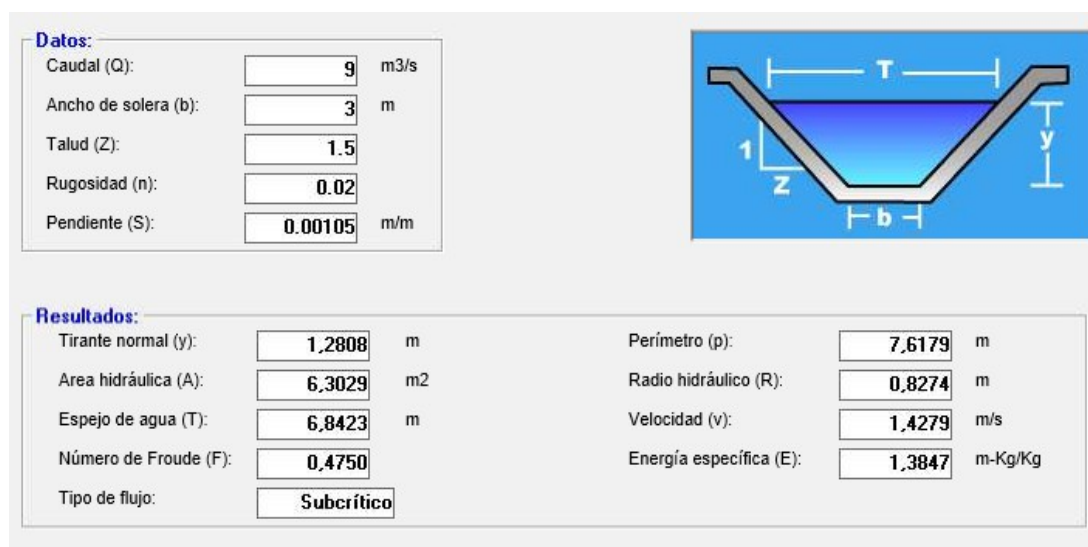 Datos:
Caudal (Q): 9 m3/s
Ancho de solera (b): 3 m
Talud (Z): 1.5
Rugosidad (n): 0.02
Pendiente (S): 0.00105 m/m
T
1
Z
y
b
Resultados:
Tirante normal (y): 1,2808 m Perímetro (p): 7,6179 m
Area hidráulica (A): 6,3029 m2 Radio hidráulico (R): 0,8274 m
Espejo de agua (T): 6,8423 m Velocidad (v): 1,4279 m/s
Número de Froude (F): 0,4750 Energía específica (E): 1,3847 m-Kg/Kg
Tipo de flujo: Subcrítico